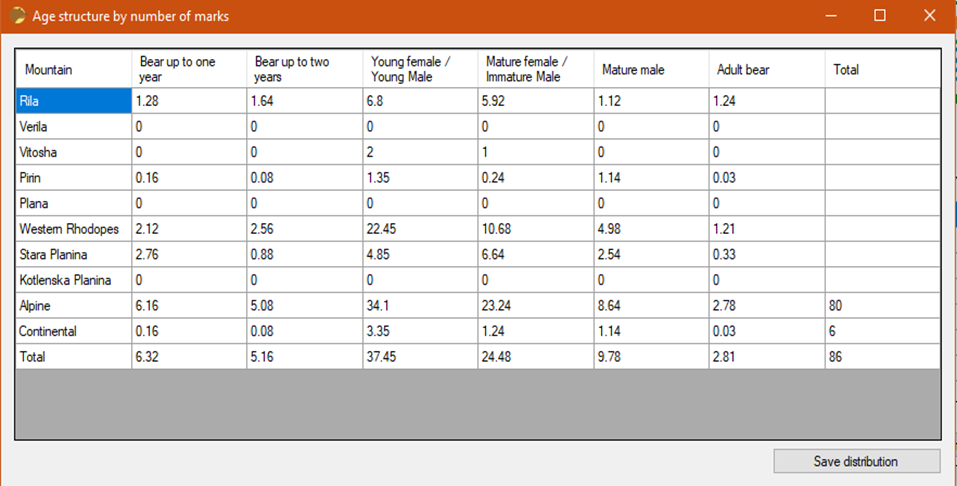 Age structure by number of marks
Mountain Bear up to one year Bear up to two years Young female / Young Male Mature female / Immature Male Mature male Adult bear Total
Rila 1.28 1.64 6.8 5.92 1.12 1.24
Verila 0 0 0 0 0 0
Vitosha 0 0 2 1 0 0
Pirin 0.16 0.08 1.35 0.24 1.14 0.03
Plana 0 0 0 0 0 0
Western Rhodopes 2.12 2.56 22.45 10.68 4.98 1.21
Stara Planina 2.76 0.88 4.85 6.64 2.54 0.33
Kotlenska Planina 0 0 0 0 0 0
Alpine 6.16 5.08 34.1 23.24 8.64 2.78 80
Continental 0.16 0.08 3.35 1.24 1.14 0.03 6
Total 6.32 5.16 37.45 24.48 9.78 2.81 86
Save distribution